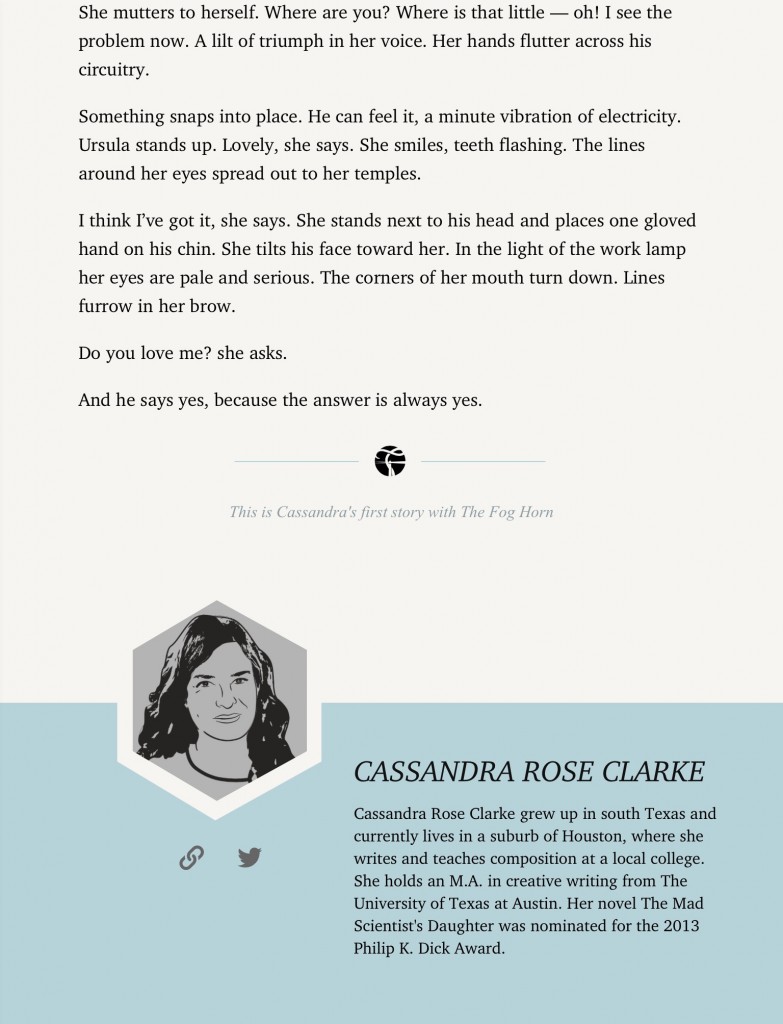 She mutters to herself. Where are you? Where is that little — oh! I see the
problem now. A lilt of triumph in her voice. Her hands flutter across his
circuitry.
Something snaps into place. He can feel it, a minute vibration of electricity.
Ursula stands up. Lovely, she says. She smiles, teeth flashing. The lines
around her eyes spread out to her temples.
I think I’ve got it, she says. She stands next to his head and places one gloved
hand on his chin. She tilts his face toward her. In the light of the work lamp
her eyes are pale and serious. The corners of her mouth turn down. Lines
furrow in her brow.
Do you love me? she asks.
And he says yes, because the answer is always yes.
This is Cassandra's first story with The Fog Horn
CASSANDRA ROSE CLARKE
Cassandra Rose Clarke grew up in south Texas and
currently lives in a suburb of Houston, where she
writes and teaches composition at a local college.
She holds an M.A. in creative writing from The
University of Texas at Austin. Her novel The Mad
Scientist's Daughter was nominated for the 2013
Philip K. Dick Award.